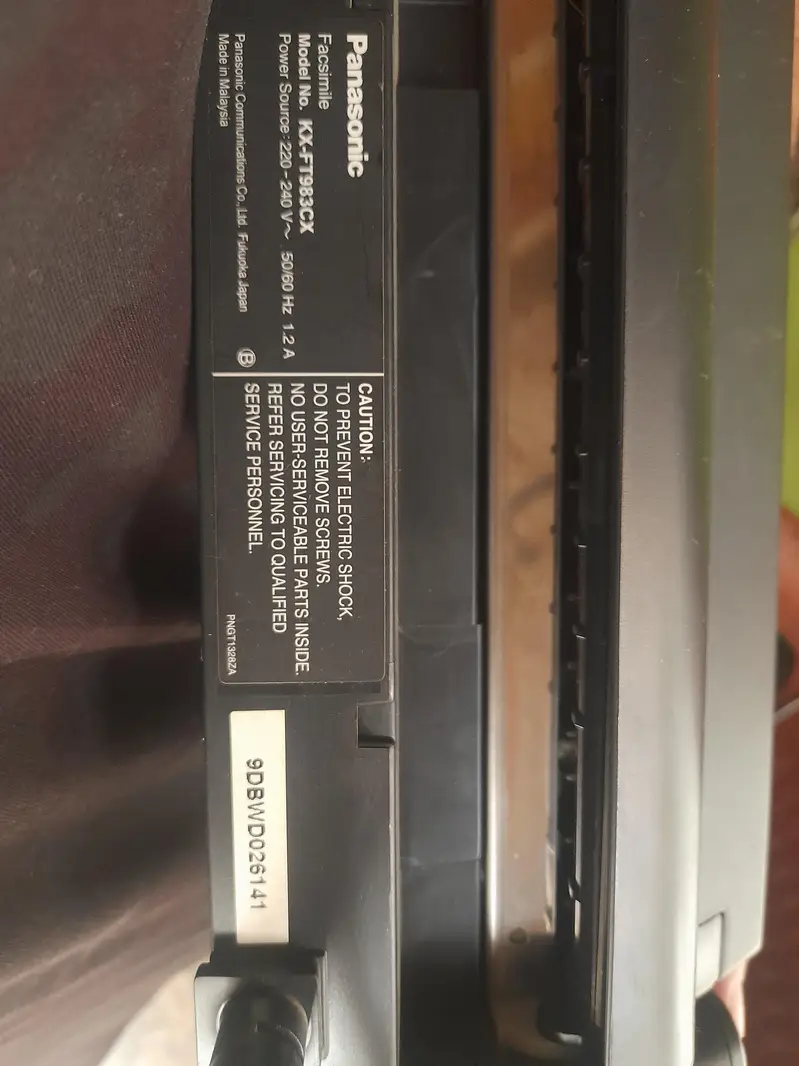 Panasonic
Facsimile
Model No. KX-FT983CX
Power Source: 220 - 240 V~ 50/60 Hz 1.2 A
Panasonic Communications Co., Ltd. Fukuoka Japan
Made in Malaysia
B
CAUTION:-
TO PREVENT ELECTRIC SHOCK,
DO NOT REMOVE SCREWS.
NO USER-SERVICEABLE PARTS INSIDE.
REFER SERVICING TO QUALIFIED
SERVICE PERSONNEL.
PNGT1328ZA
9DBWD026141